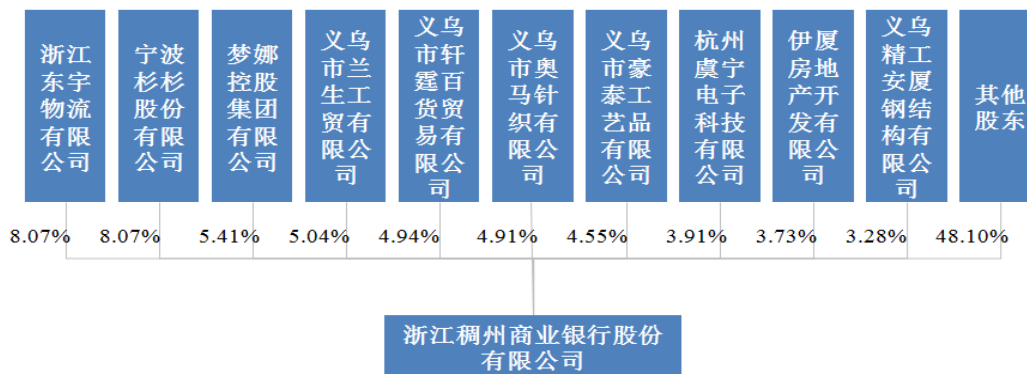 浙江
东宇
物流
有限
公司
宁波
杉杉
股份
有限
公司
梦娜
控股
集团
有限
公司
义乌
市兰
生工
贸有
限公
司
义乌
市轩
霆百
货贸
易有
限公
司
义乌
市奥
马针
织有
限公
司
义乌
市豪
泰工
艺品
有限
公司
杭州
虞宁
电子
科技
有限
公司
伊厦
房地
产开
发有
限公
司
义乌
精工
安厦
钢结
构有
限公
司
其他
股东
8.07%
8.07%
5.41%
5.04%
4.94%
4.91%
4.55%
3.91%
3.73%
3.28%
48.10%
浙江稠州商业银行股份
有限公司